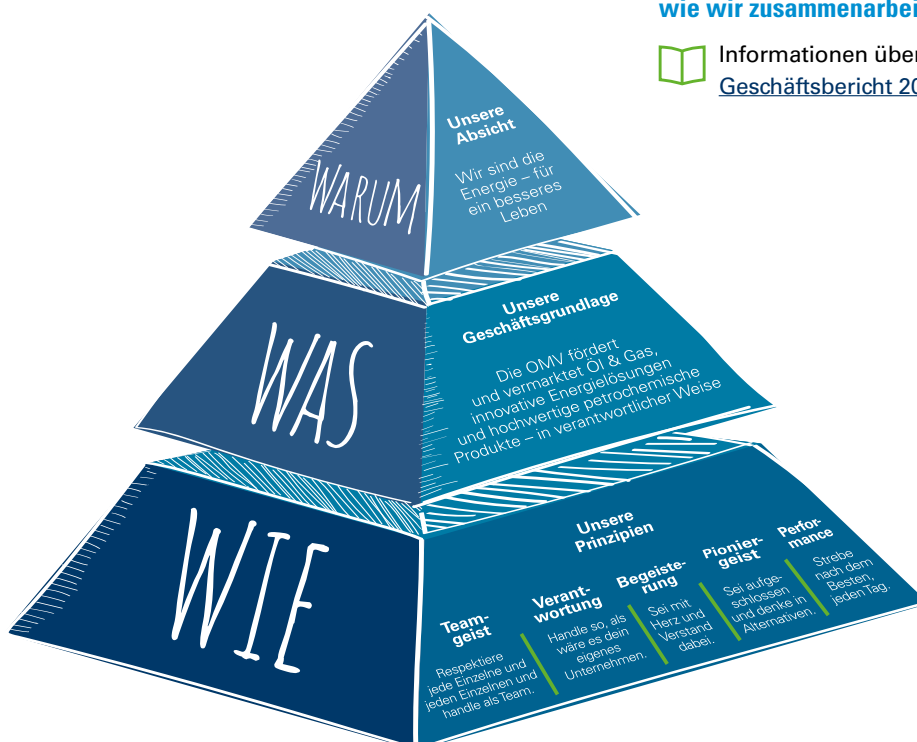 wie wir zusammenarbei
Informationen über
Geschäftsbericht 20
WARUM
Unsere
Absicht
Wir sind die
Energie – für
ein besseres
Leben
WAS
Unsere
Geschäftsgrundlage
Die OMV fördert
und vermarktet Öl & Gas,
innovative Energielösungen
und hochwertige petrochemische
Produkte – in verantwortlicher Weise
WIE
Unsere
Prinzipien
Team-
geist
Respektiere
jede Einzelne und
jeden Einzelnen und
handle als Team.
Verant-
wortung
Handle so, als
wäre es dein
eigenes
Unternehmen.
Begeiste-
rung
Sei mit
Herz und
Verstand
dabei.
Pionier-
geist
Sei aufge-
schlossen
und denke in
Alternativen.
Perfor-
mance
Strebe
nach dem
Besten,
jeden Tag.